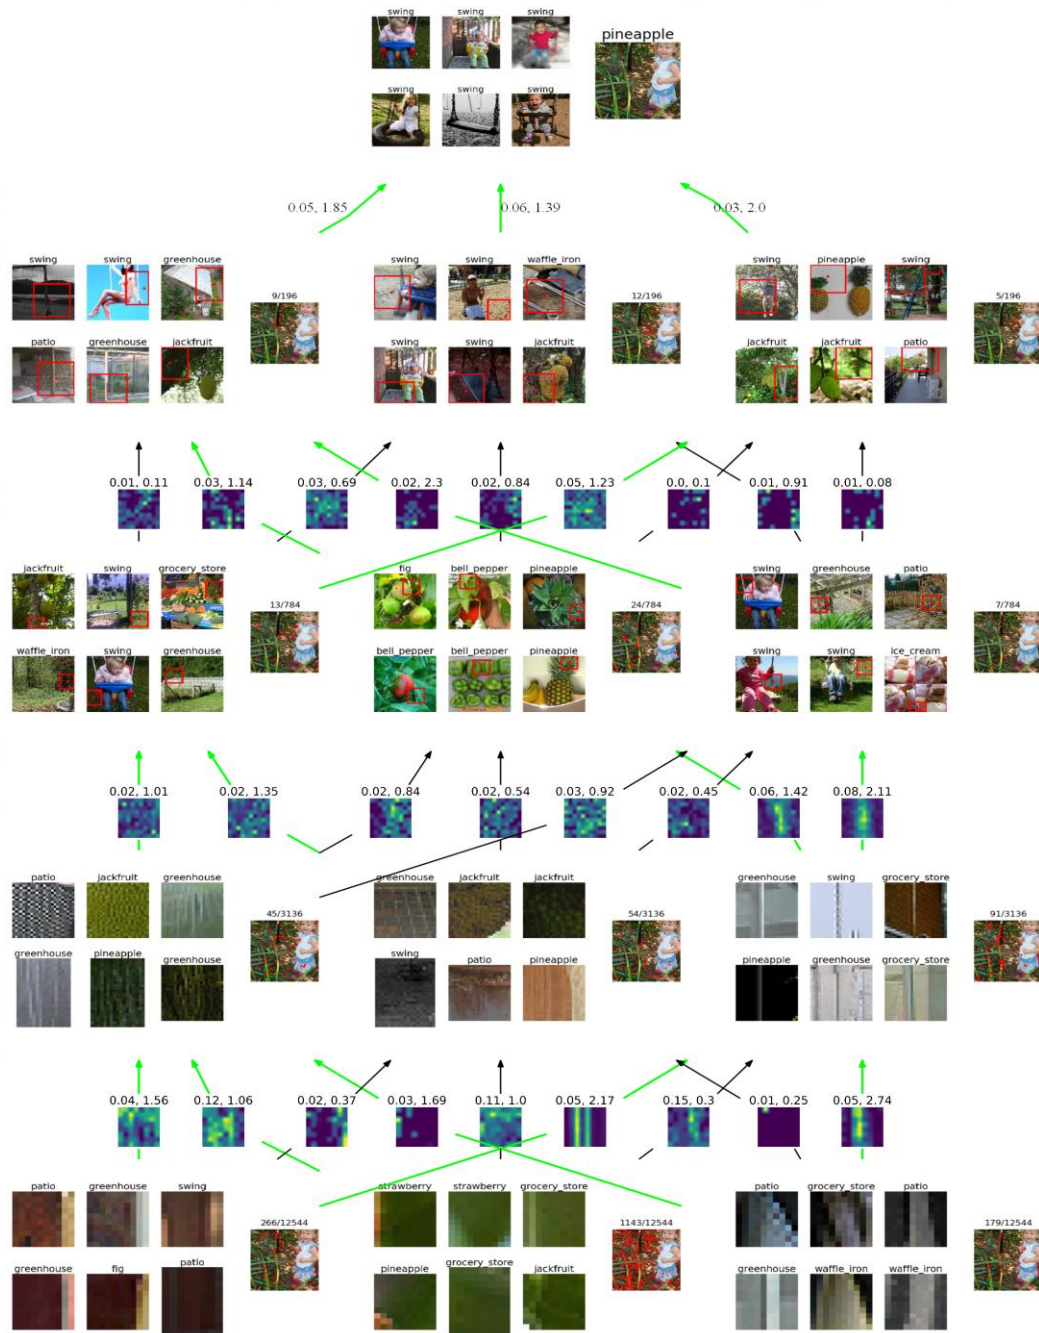 swing swing swing
pineapple
swing swing swing
0.05, 1.85 0.06, 1.39 0.03, 2.0
swing swing greenhouse swing swing waffle_iron swing pineapple swing
9/196 12/196 5/196
patio greenhouse jackfruit swing swing jackfruit jackfruit jackfruit patio
0.01, 0.11 0.03, 1.14 0.03, 0.69 0.02, 2.3 0.02, 0.84 0.05, 1.23 0.0, 0.1 0.01, 0.91 0.01, 0.08
jackfruit swing grocery_store fig bell_pepper pineapple swing greenhouse patio
13/784 24/784 7/784
waffle_iron swing greenhouse bell_pepper bell_pepper pineapple swing swing ice_cream
0.02, 1.01 0.02, 1.35 0.02, 0.84 0.02, 0.54 0.03, 0.92 0.02, 0.45 0.06, 1.42 0.08, 2.11
patio jackfruit greenhouse greenhouse jackfruit jackfruit greenhouse swing grocery_store
45/3136 54/3136 91/3136
greenhouse pineapple greenhouse swing patio pineapple pineapple greenhouse grocery_store
0.04, 1.56 0.12, 1.06 0.02, 0.37 0.03, 1.69 0.11, 1.0 0.05, 2.17 0.15, 0.3 0.01, 0.25 0.05, 2.74
patio greenhouse swing strawberry strawberry grocery_store patio grocery_store patio
266/12544 1143/12544 179/12544
greenhouse fig patio pineapple grocery_store jackfruit greenhouse waffle_iron waffle_iron